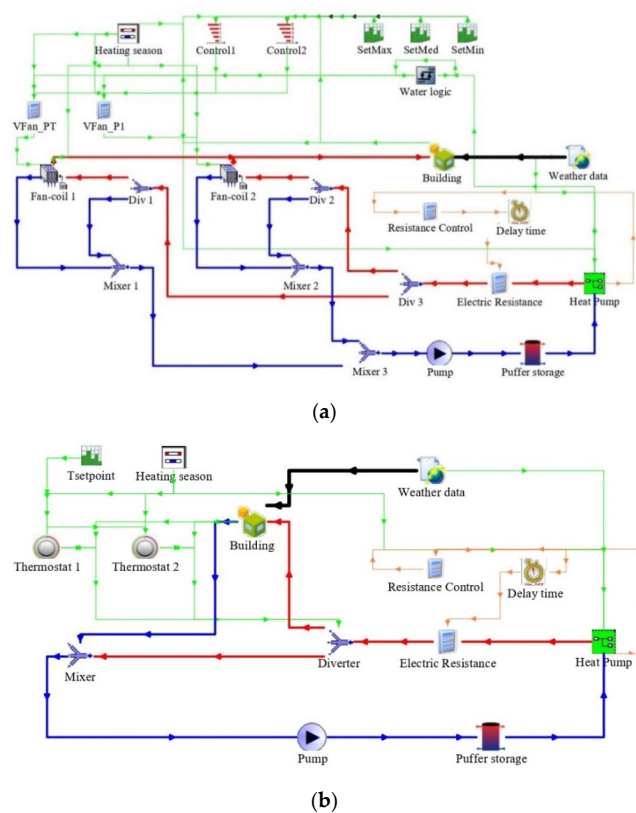 Heating season
Control1
Control2
SetMax
SetMed
SetMin
Water logic
VFan_PT
VFan_P1
Building
Weather data
Fan-coil 1
Div 1
Fan-coil 2
Div 2
Resistance Control
Delay time
Mixer 1
Mixer 2
Div 3
Electric Resistance
Heat Pump
Mixer 3
Pump
Puffer storage
(a)
Tsetpoint
Heating season
Weather data
Building
Thermostat 1
Thermostat 2
Resistance Control
Delay time
Mixer
Diverter
Electric Resistance
Heat Pump
Pump
Puffer storage
(b)